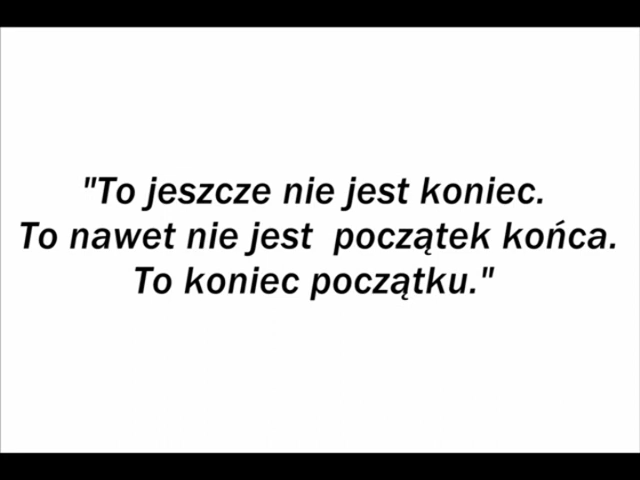 "To jeszcze nie jest koniec.
To nawet nie jest  początek końca.
To koniec początku."